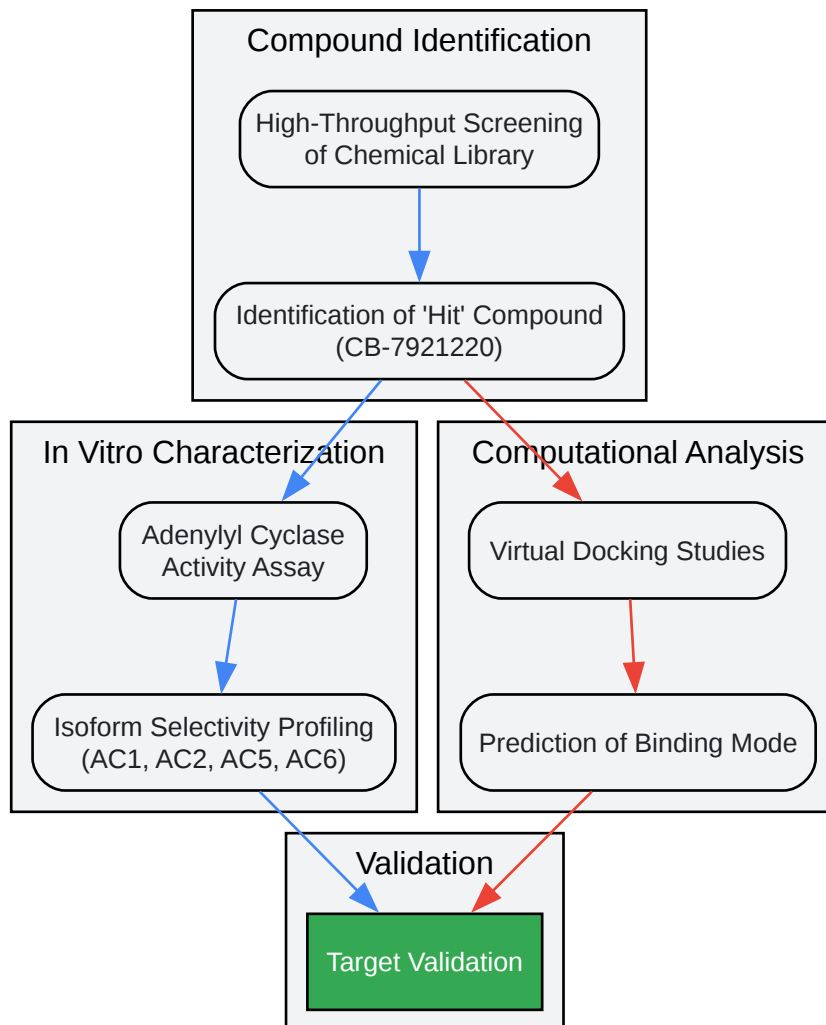 Compound Identification
High-Throughput Screening
of Chemical Library
Identification of 'Hit' Compound
(CB-7921220)
In Vitro Characterization
Adenylyl Cyclase
Activity Assay
Isoform Selectivity Profiling
(AC1, AC2, AC5, AC6)
Computational Analysis
Virtual Docking Studies
Prediction of Binding Mode
Validation
Target Validation